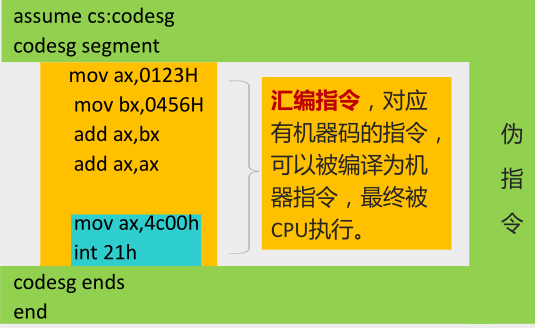 assume cs:codesg
codesg segment
mov ax,0123H
mov bx,0456H
add ax,bx
add ax,ax
mov ax,4c00h
int 21h
codesg ends
end
汇编指令，对应
有机器码的指令，
可以被编译为机
器指令，最终被
CPU执行。
伪
指
令